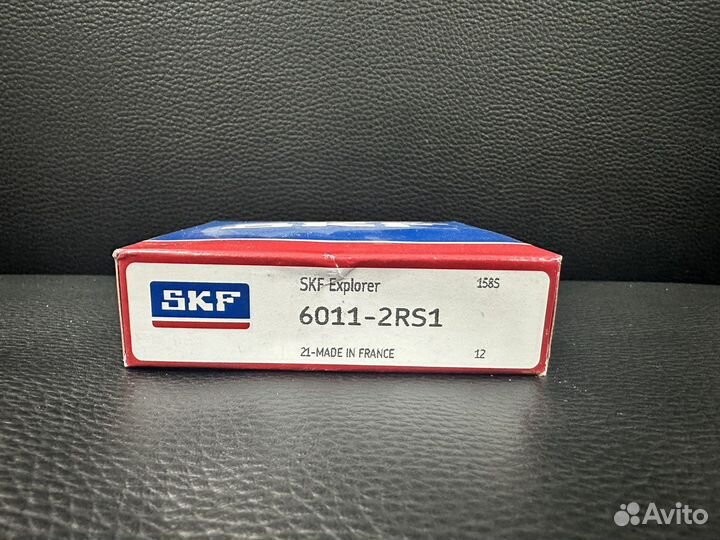 SKF
SKF Explorer 158S
6011-2RS1
21-MADE IN FRANCE 12
Avito